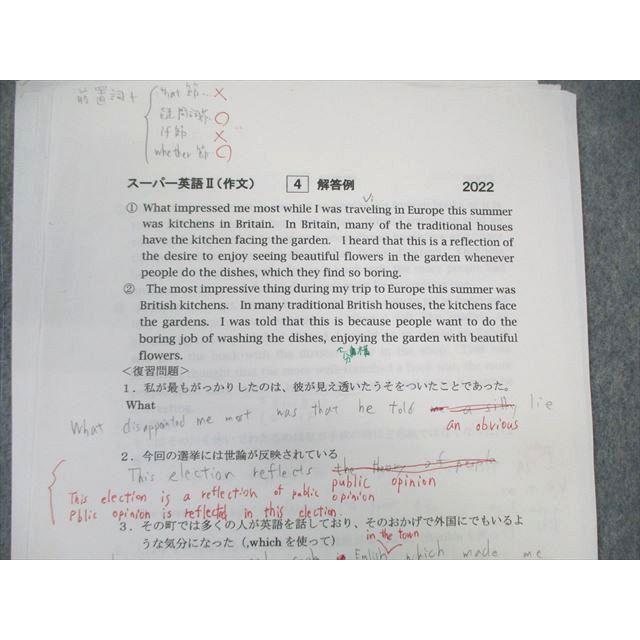 前置詞+
that 節… ×
疑問詞節 ○
if 節… ×
whether 節 ○
スーパー英語Ⅱ(作文) 4 解答例 2022
Vi
① What impressed me most while I was traveling in Europe this summer
was kitchens in Britain. In Britain, many of the traditional houses
have the kitchen facing the garden. I heard that this is a reflection of
the desire to enjoy seeing beautiful flowers in the garden whenever
people do the dishes, which they find so boring.
② The most impressive thing during my trip to Europe this summer was
British kitchens. In many traditional British houses, the kitchens face
the gardens. I was told that this is because people want to do the
boring job of washing the dishes, enjoying the garden with beautiful
flowers.
<復習問題>
1. 私が最もがっかりしたのは、彼が見え透いたうそをついたことであった。
What
What disappointed me most was that he told a silly lie
an obvious
2. 今回の選挙には世論が反映されている
This election reflects the theory of people
public opinion
This election is a reflection of public opinion
Pblic opinion is reflected in this election.
3. その町では多くの人が英語を話しており、そのおかげで外国にでもいるよ
うな気分になった (,which を使って)
in the town
English which made me